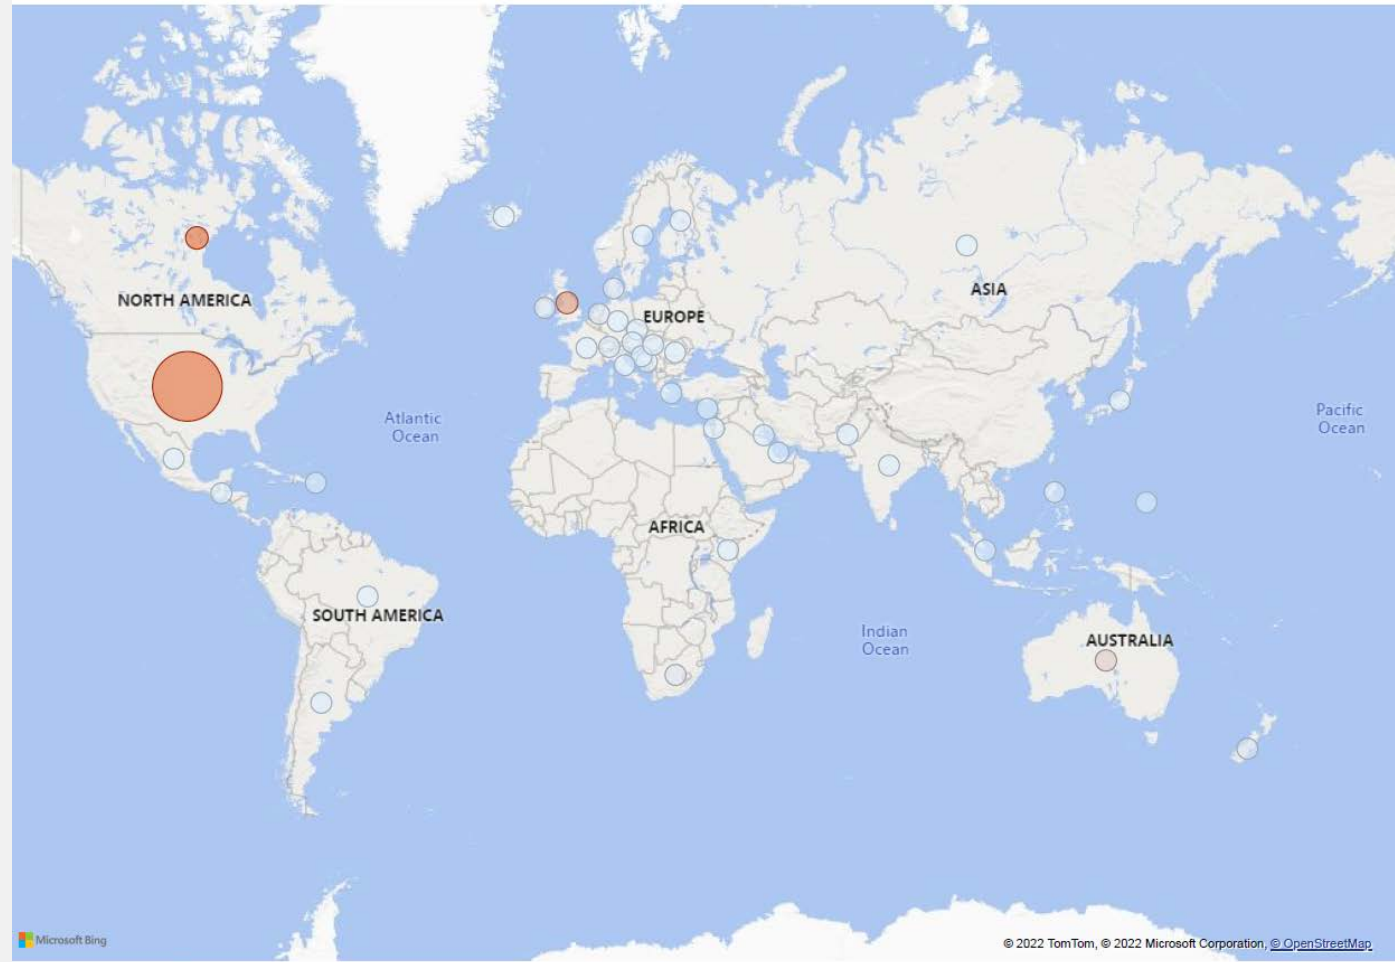 NORTH AMERICA
EUROPE
ASIA
Atlantic
Ocean
Pacific
Ocean
AFRICA
SOUTH AMERICA
Indian
Ocean
AUSTRALIA
Microsoft Bing
© 2022 TomTom, © 2022 Microsoft Corporation, © OpenStreetMap